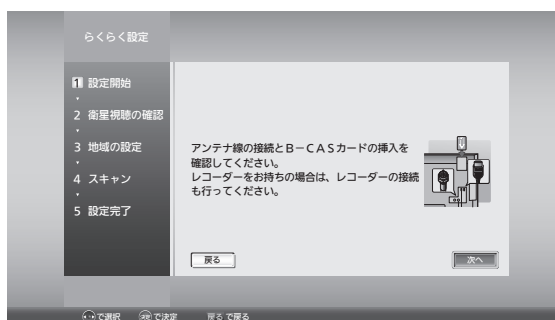 らくらく設定
1 設定開始
2 衛星視聴の確認
3 地域の設定
4 スキャン
5 設定完了
アンテナ線の接続とB－CASカードの挿入を
確認してください。
レコーダーをお持ちの場合は、レコーダーの接続
も行ってください。
戻る 次へ
で選択 決定 で決定 戻る で戻る